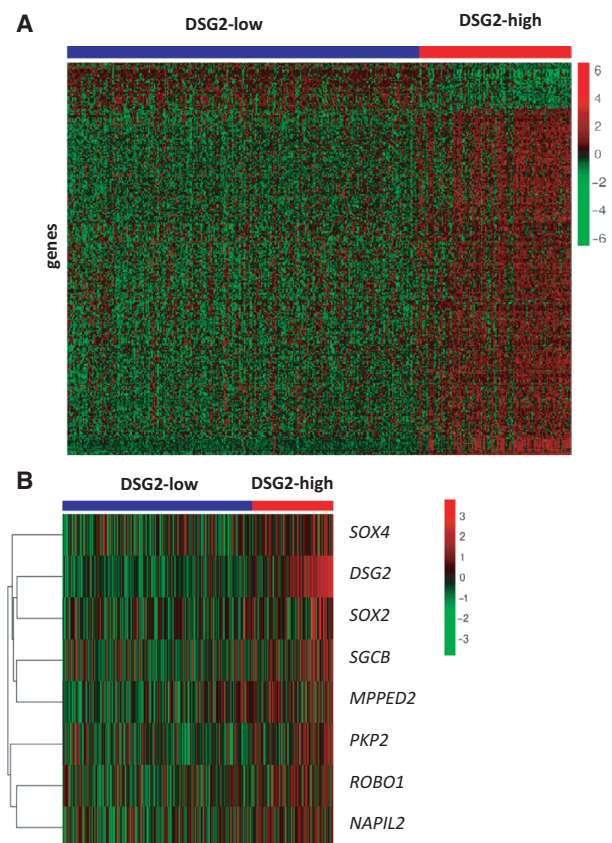 A
DSG2-low
DSG2-high
genes
6
4
2
0
−2
−4
−6
B
DSG2-low
DSG2-high
SOX4
DSG2
SOX2
SGCB
MPPED2
PKP2
ROBO1
NAPIL2
3
2
1
0
−1
−2
−3